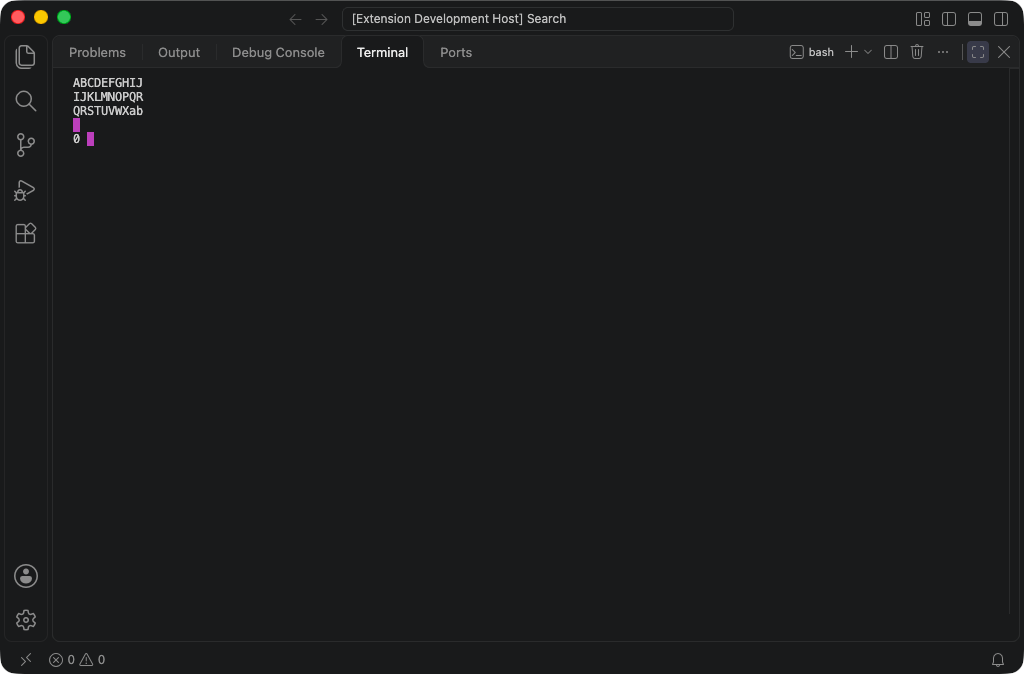 [Extension Development Host] Search
Problems Output Debug Console Terminal Ports bash
ABCDEFGHIJ
IJKLMNOPQR
QRSTUVWXab
0
0 0